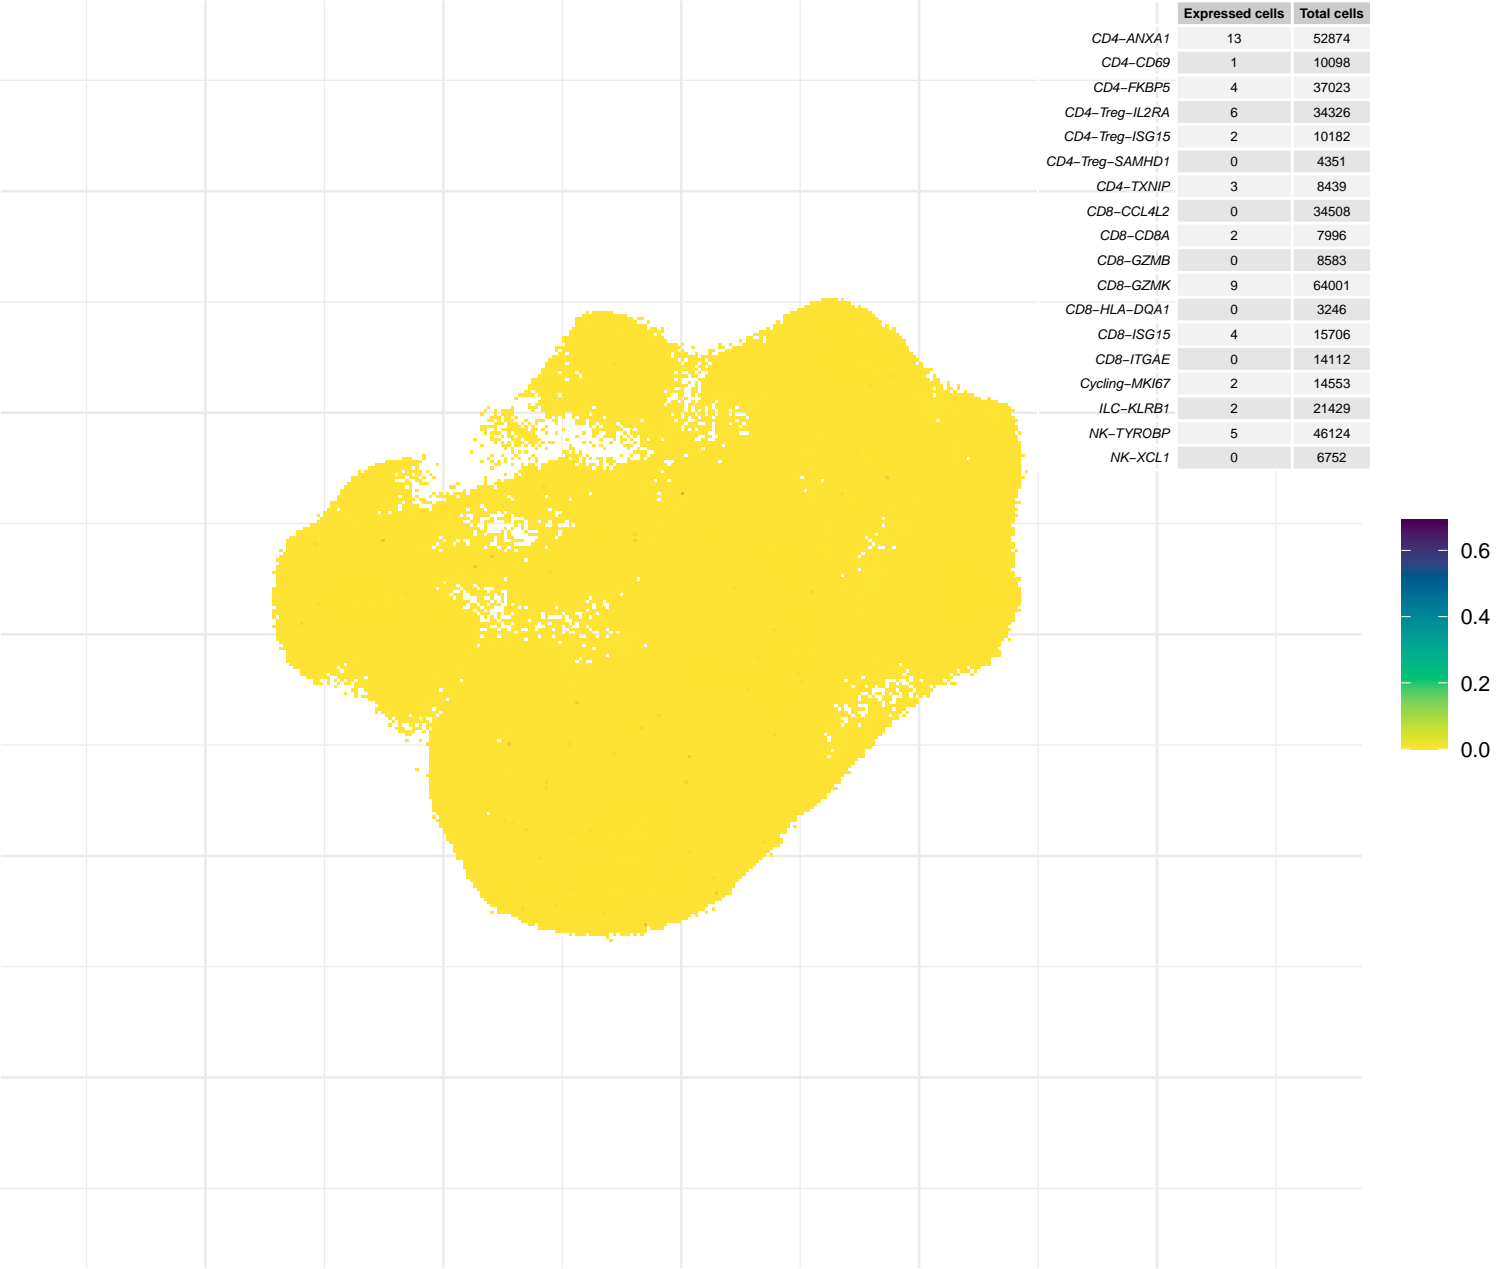 Expressed cells Total cells
CD4−ANXA1 13 52874
CD4−CD69 1 10098
CD4−FKBP5 4 37023
CD4−Treg−IL2RA 6 34326
CD4−Treg−ISG15 2 10182
CD4−Treg−SAMHD1 0 4351
CD4−TXNIP 3 8439
CD8−CCL4L2 0 34508
CD8−CD8A 2 7996
CD8−GZMB 0 8583
CD8−GZMK 9 64001
CD8−HLA−DQA1 0 3246
CD8−ISG15 4 15706
CD8−ITGAE 0 14112
Cycling−MKI67 2 14553
ILC−KLRB1 2 21429
NK−TYROBP 5 46124
NK−XCL1 0 6752
0.6
0.4
0.2
0.0